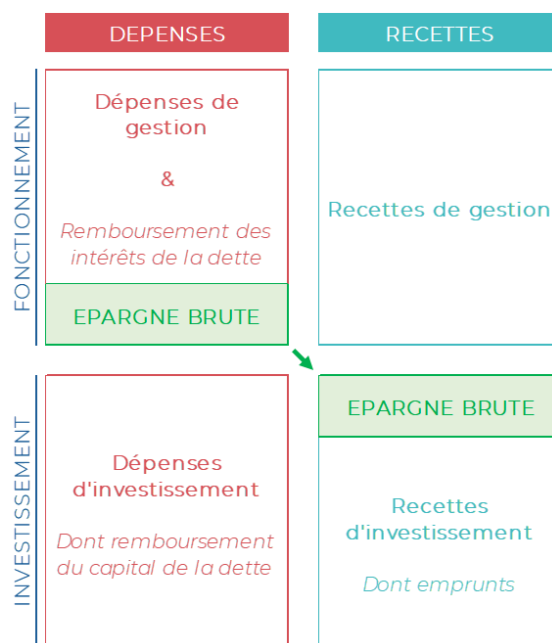 DEPENSES
RECETTES
FONCTIONNEMENT
Dépenses de
gestion
&
Remboursement des
intérêts de la dette
EPARGNE BRUTE
Recettes de gestion
INVESTISSEMENT
Dépenses
d'investissement
Dont remboursement
du capital de la dette
EPARGNE BRUTE
Recettes
d'investissement
Dont emprunts